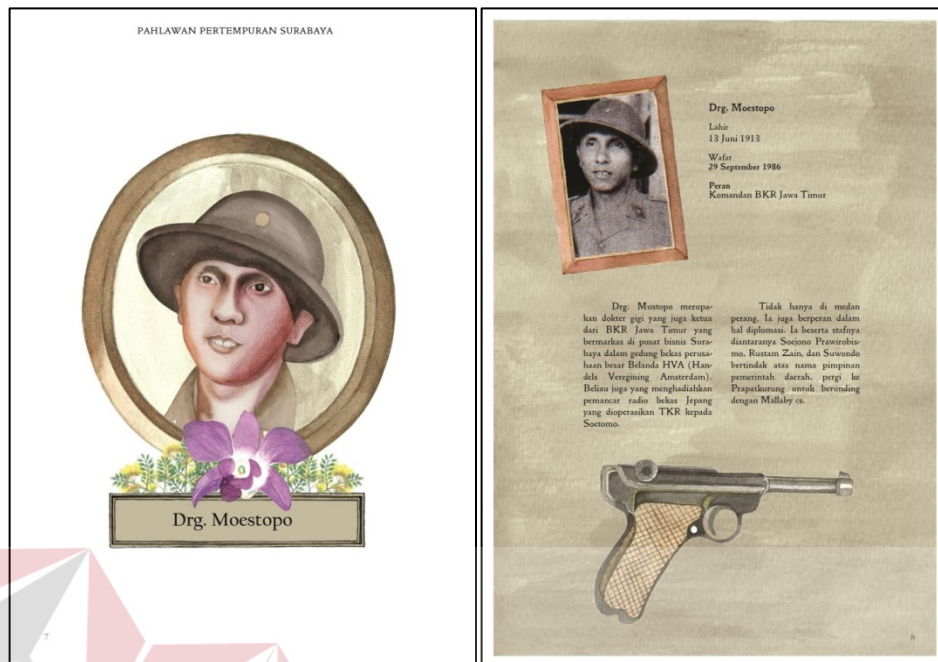 PAHLAWAN PERTEMPURAN SURABAYA
Drg. Moestopo
7
Drg. Moestopo
Lahir
13 Juni 1913
Wafat
29 September 1986
Peran
Komandan BKR Jawa Timur
Drg. Mustopo merupa-
kan dokter gigi yang juga ketua
dari BKR Jawa Timur yang
bermarkas di pusat bisnis Sura-
baya dalam gedung bekas perusa-
haan besar Belanda HVA (Han-
dels Veregining Amsterdam).
Beliau juga yang menghadiahkan
pemancar radio bekas Jepang
yang dioperasikan TKR kepada
Soetomo.
Tidak hanya di medan
perang, Ia juga berperan dalam
hal diplomasi. Ia beserta stafnya
diantaranya Soejono Prawirobis-
mo, Rustam Zain, dan Suwondo
bertindak atas nama pimpinan
pemerintah daerah, pergi ke
Prapatkurung untuk berunding
dengan Mallaby cs.
8